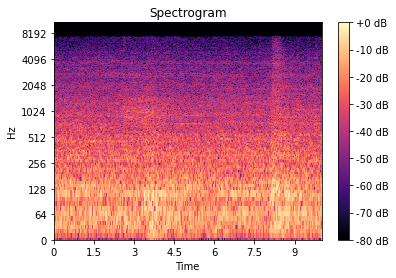 Spectrogram
8192
4096
2048
1024
512
256
128
64
0
Hz
0 1.5 3 4.5 6 7.5 9
Time
+0 dB
-10 dB
-20 dB
-30 dB
-40 dB
-50 dB
-60 dB
-70 dB
-80 dB